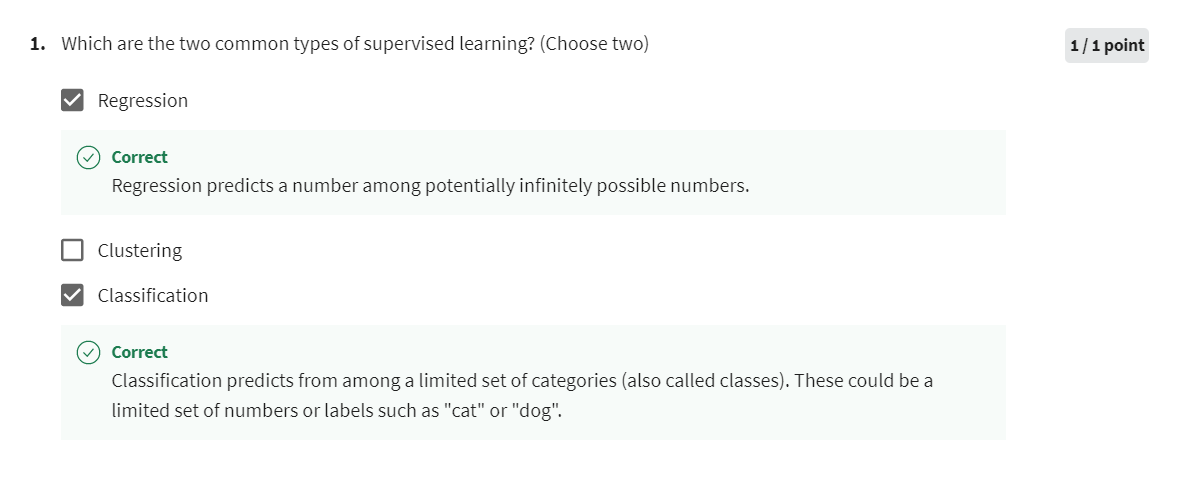 1. Which are the two common types of supervised learning? (Choose two)
1 / 1 point
Regression
Correct
Regression predicts a number among potentially infinitely possible numbers.
Clustering
Classification
Correct
Classification predicts from among a limited set of categories (also called classes). These could be a
limited set of numbers or labels such as "cat" or "dog".